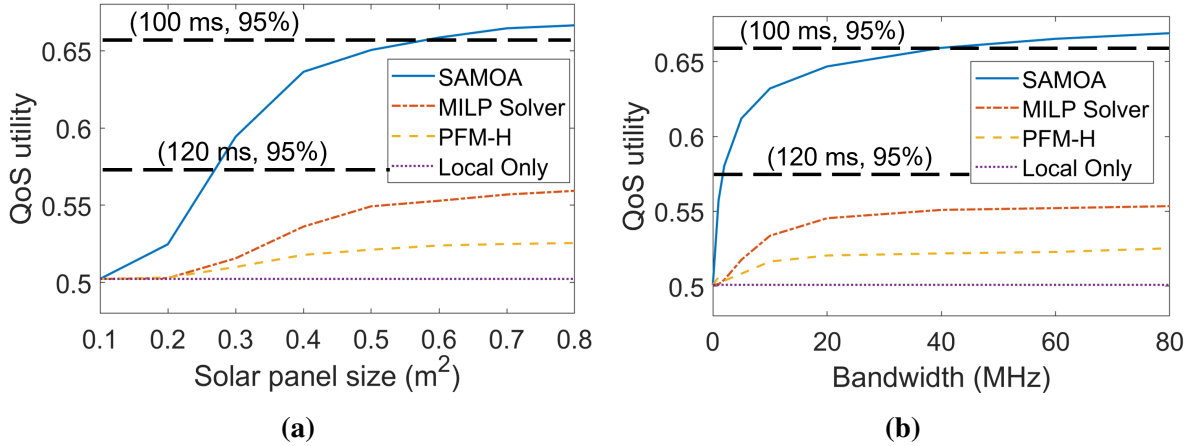 (100 ms, 95%)
0.65
SAMOA
MILP Solver
PFM-H
Local Only
0.6
(120 ms, 95%)
0.55
0.5
QoS utility
0.1 0.2 0.3 0.4 0.5 0.6 0.7 0.8
Solar panel size (m²)
(a)
(100 ms, 95%)
0.65
SAMOA
MILP Solver
PFM-H
Local Only
0.6
(120 ms, 95%)
0.55
0.5
QoS utility
0 20 40 60 80
Bandwidth (MHz)
(b)